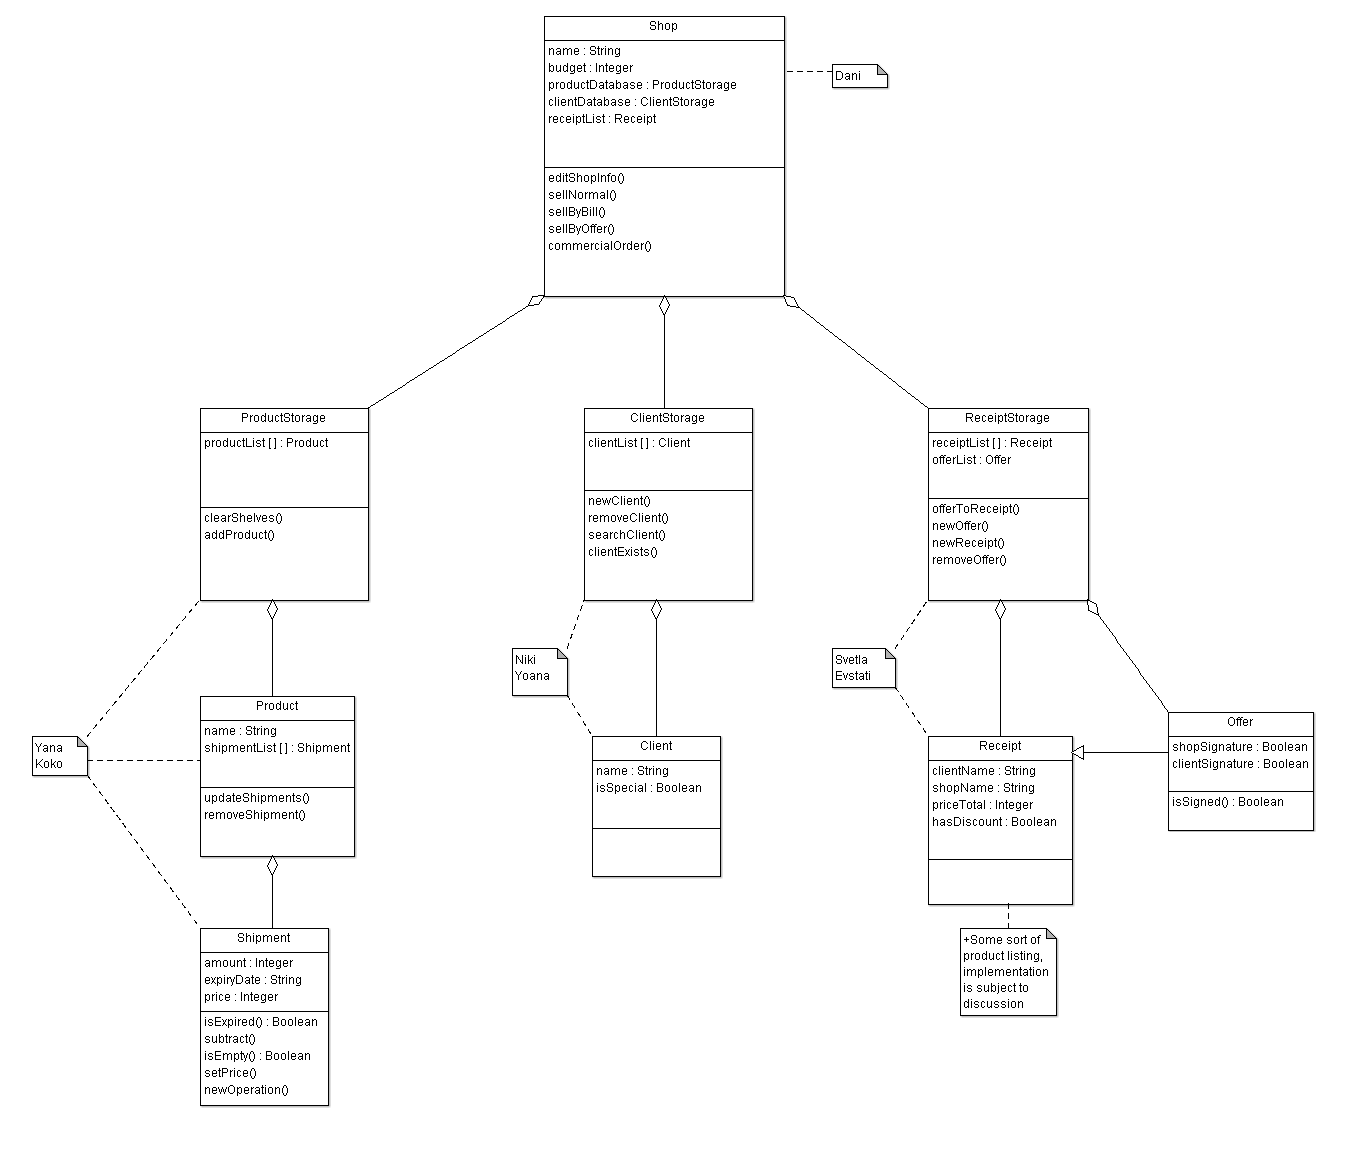 Shop
name : String
budget : Integer
productDatabase : ProductStorage
clientDatabase : ClientStorage
receiptList : Receipt
editShopInfo()
sellNormal()
sellByBill()
sellByOffer()
commercialOrder()
Dani
ProductStorage
productList [ ] : Product
clearShelves()
addProduct()
ClientStorage
clientList [ ] : Client
newClient()
removeClient()
searchClient()
clientExists()
ReceiptStorage
receiptList [ ] : Receipt
offerList : Offer
offerToReceipt()
newOffer()
newReceipt()
removeOffer()
Yana
Koko
Product
name : String
shipmentList [ ] : Shipment
updateShipments()
removeShipment()
Niki
Yoana
Client
name : String
isSpecial : Boolean
Svetla
Evstati
Receipt
clientName : String
shopName : String
priceTotal : Integer
hasDiscount : Boolean
Offer
shopSignature : Boolean
clientSignature : Boolean
isSigned() : Boolean
Shipment
amount : Integer
expiryDate : String
price : Integer
isExpired() : Boolean
subtract()
isEmpty() : Boolean
setPrice()
newOperation()
+Some sort of
product listing,
implementation
is subject to
discussion